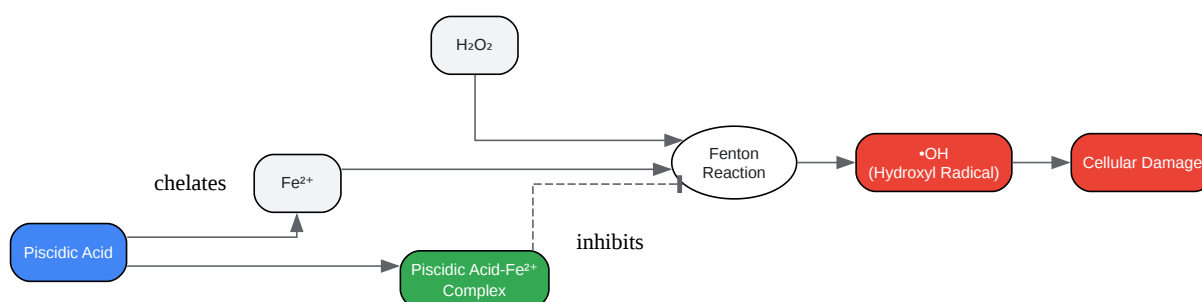 H₂O₂
Fenton
Reaction
•OH
(Hydroxyl Radical)
Cellular Damage
chelates
Fe²⁺
Piscidic Acid
inhibits
Piscidic Acid-Fe²⁺
Complex